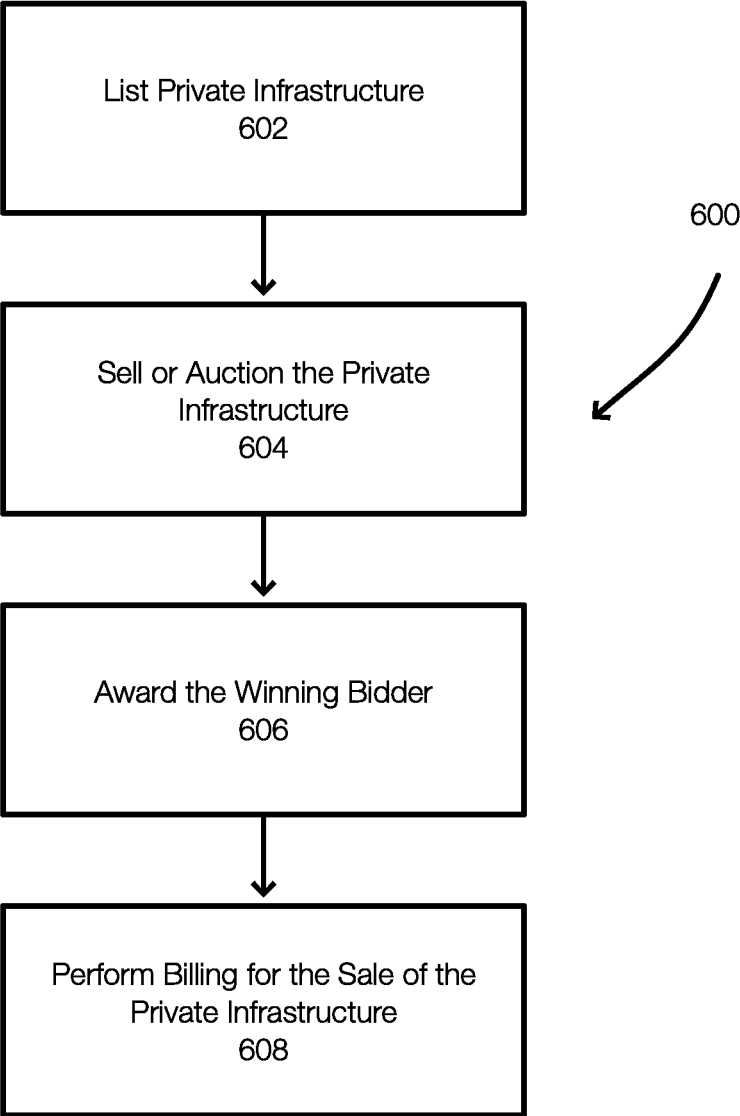 List Private Infrastructure
602
600
Sell or Auction the Private
Infrastructure
604
Award the Winning Bidder
606
Perform Billing for the Sale of the
Private Infrastructure
608